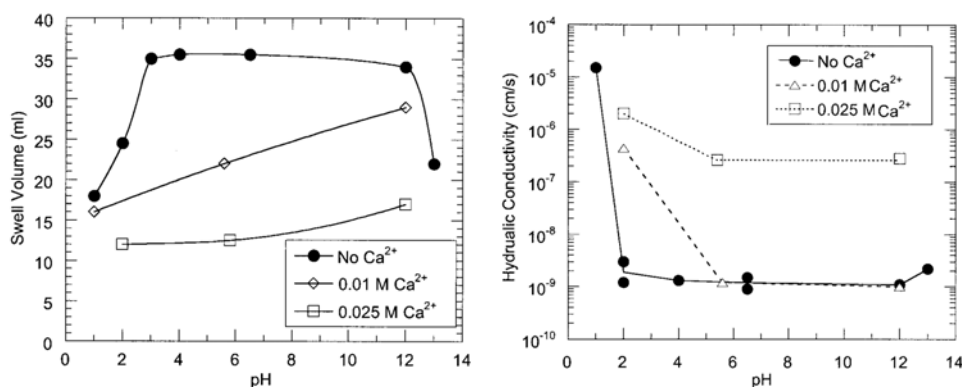 40
35
30
25
20
15
10
5
0
Swell Volume (ml)
No Ca²⁺
0.01 M Ca²⁺
0.025 M Ca²⁺
0 2 4 6 8 10 12 14
pH
10⁻⁴
10⁻⁵
10⁻⁶
10⁻⁷
10⁻⁸
10⁻⁹
10⁻¹⁰
Hydrualic Conductivity (cm/s)
No Ca²⁺
0.01 M Ca²⁺
0.025 M Ca²⁺
0 2 4 6 8 10 12 14
pH